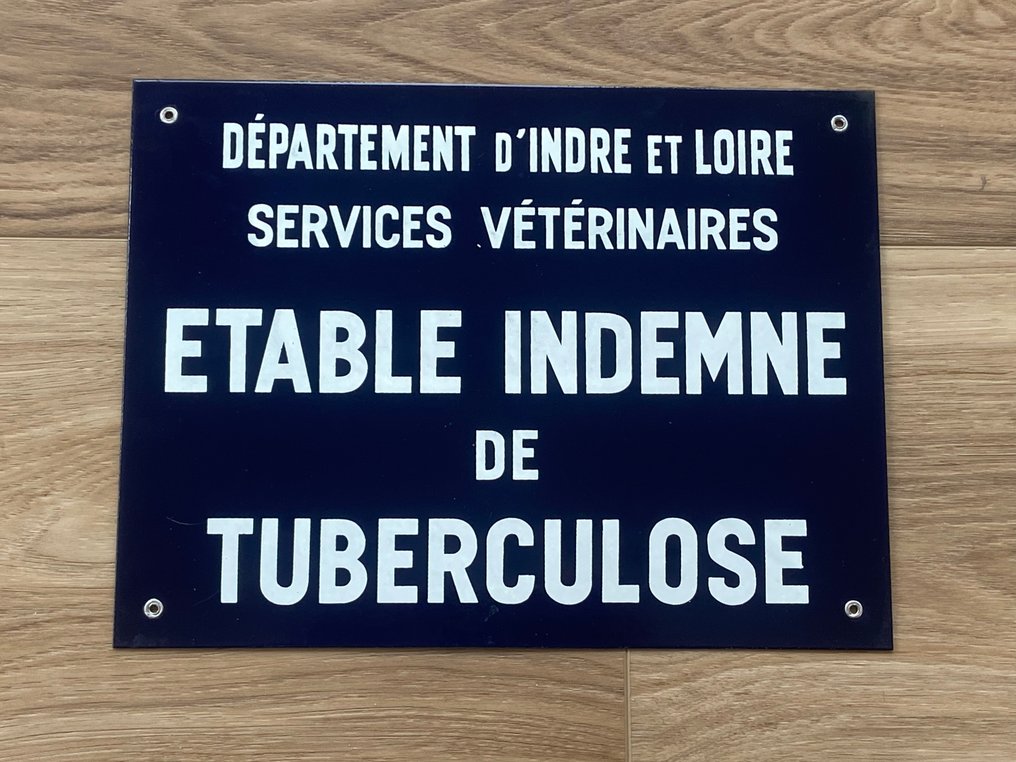 DÉPARTEMENT D'INDRE ET LOIRE
SERVICES VÉTÉRINAIRES
ETABLE INDEMNE
DE
TUBERCULOSE